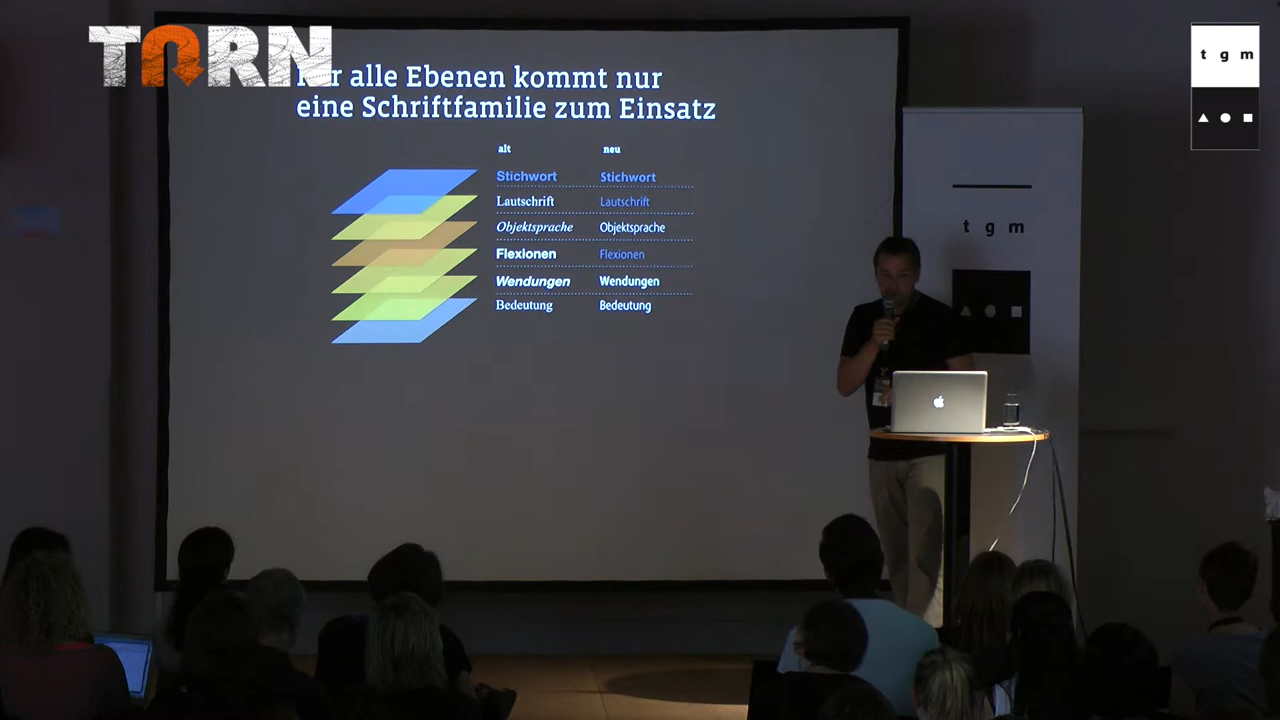 TURN
alle Ebenen kommt nur
eine Schriftfamilie zum Einsatz
alt neu
Stichwort Stichwort
Lautschrift Lautschrift
Objektsprache Objektsprache
Flexionen Flexionen
Wendungen Wendungen
Bedeutung Bedeutung
t g m
t g m